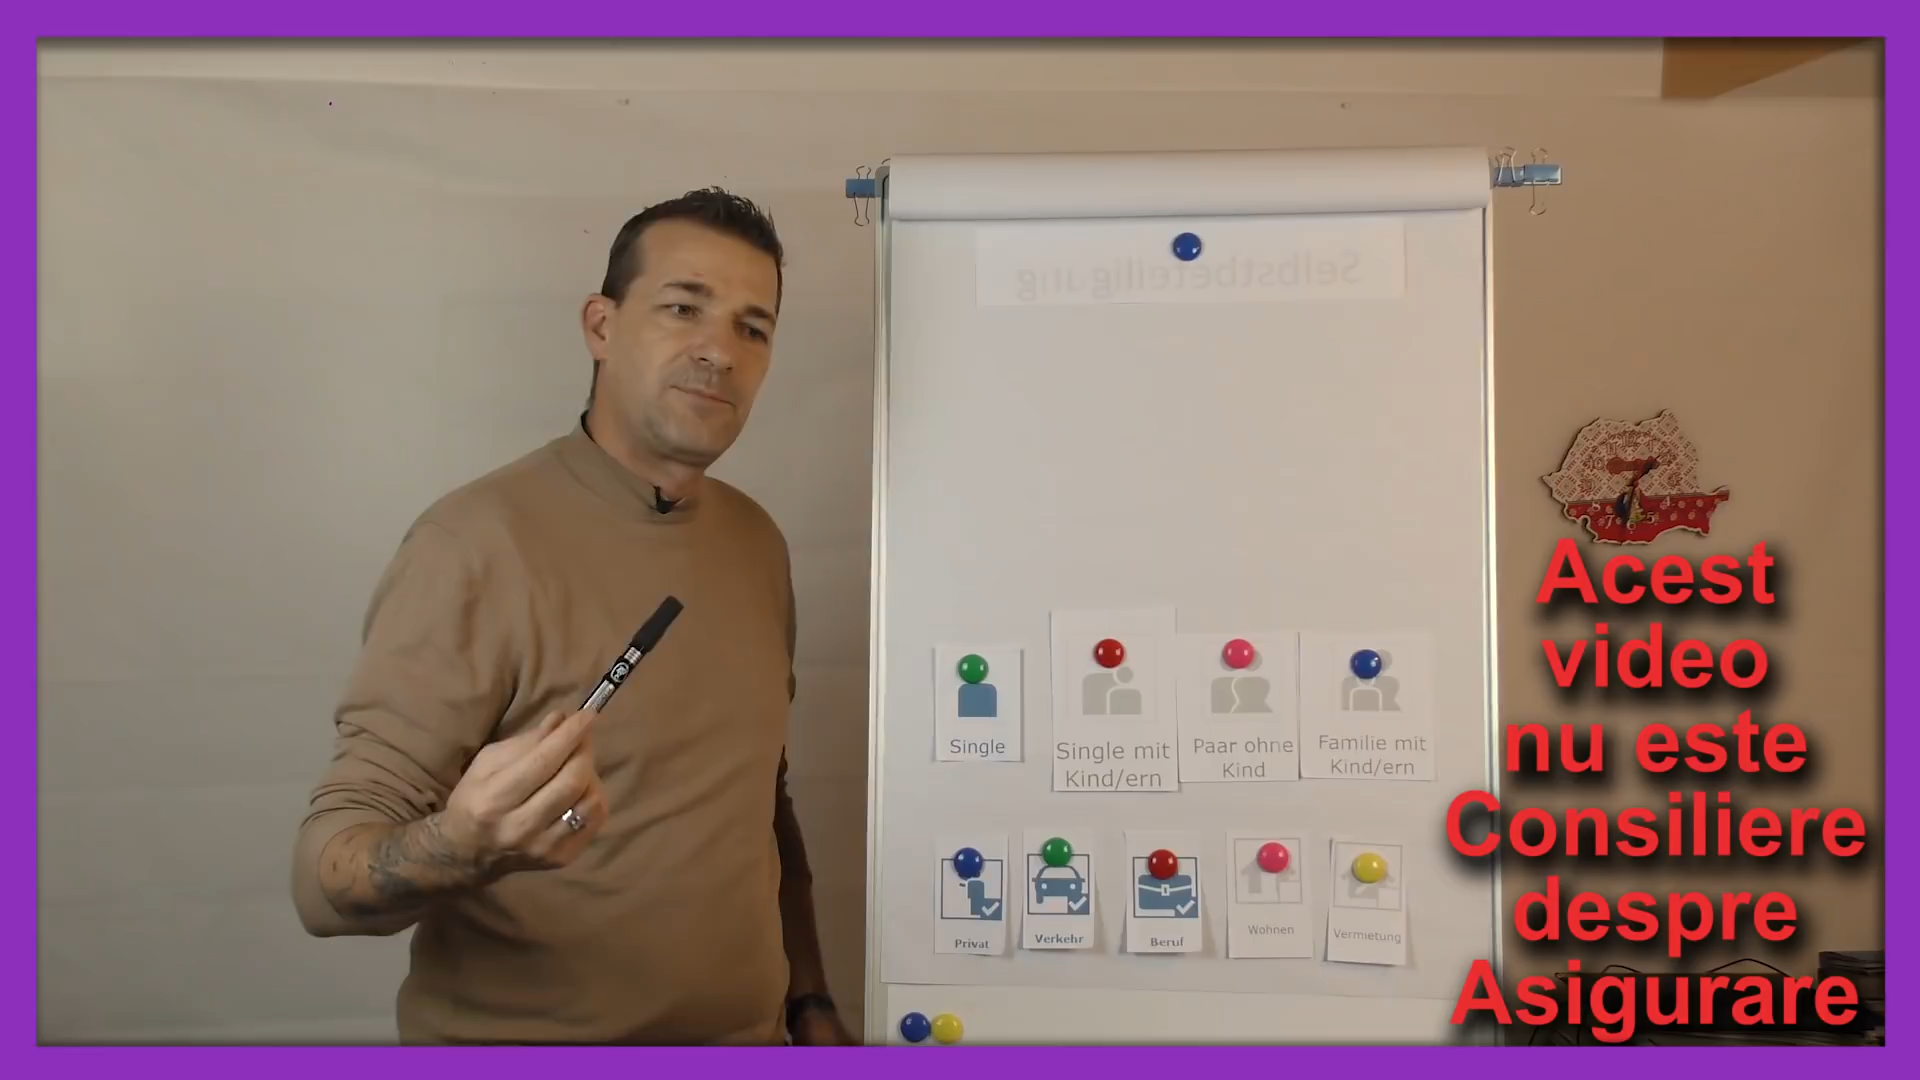 Selbstbeteiligung
Single
Single mit
Kind/ern
Paar ohne
Kind
Familie mit
Kind/ern
Privat
Verkehr
Beruf
Wohnen
Vermietung
Acest
video
nu este
Consiliere
despre
Asigurare